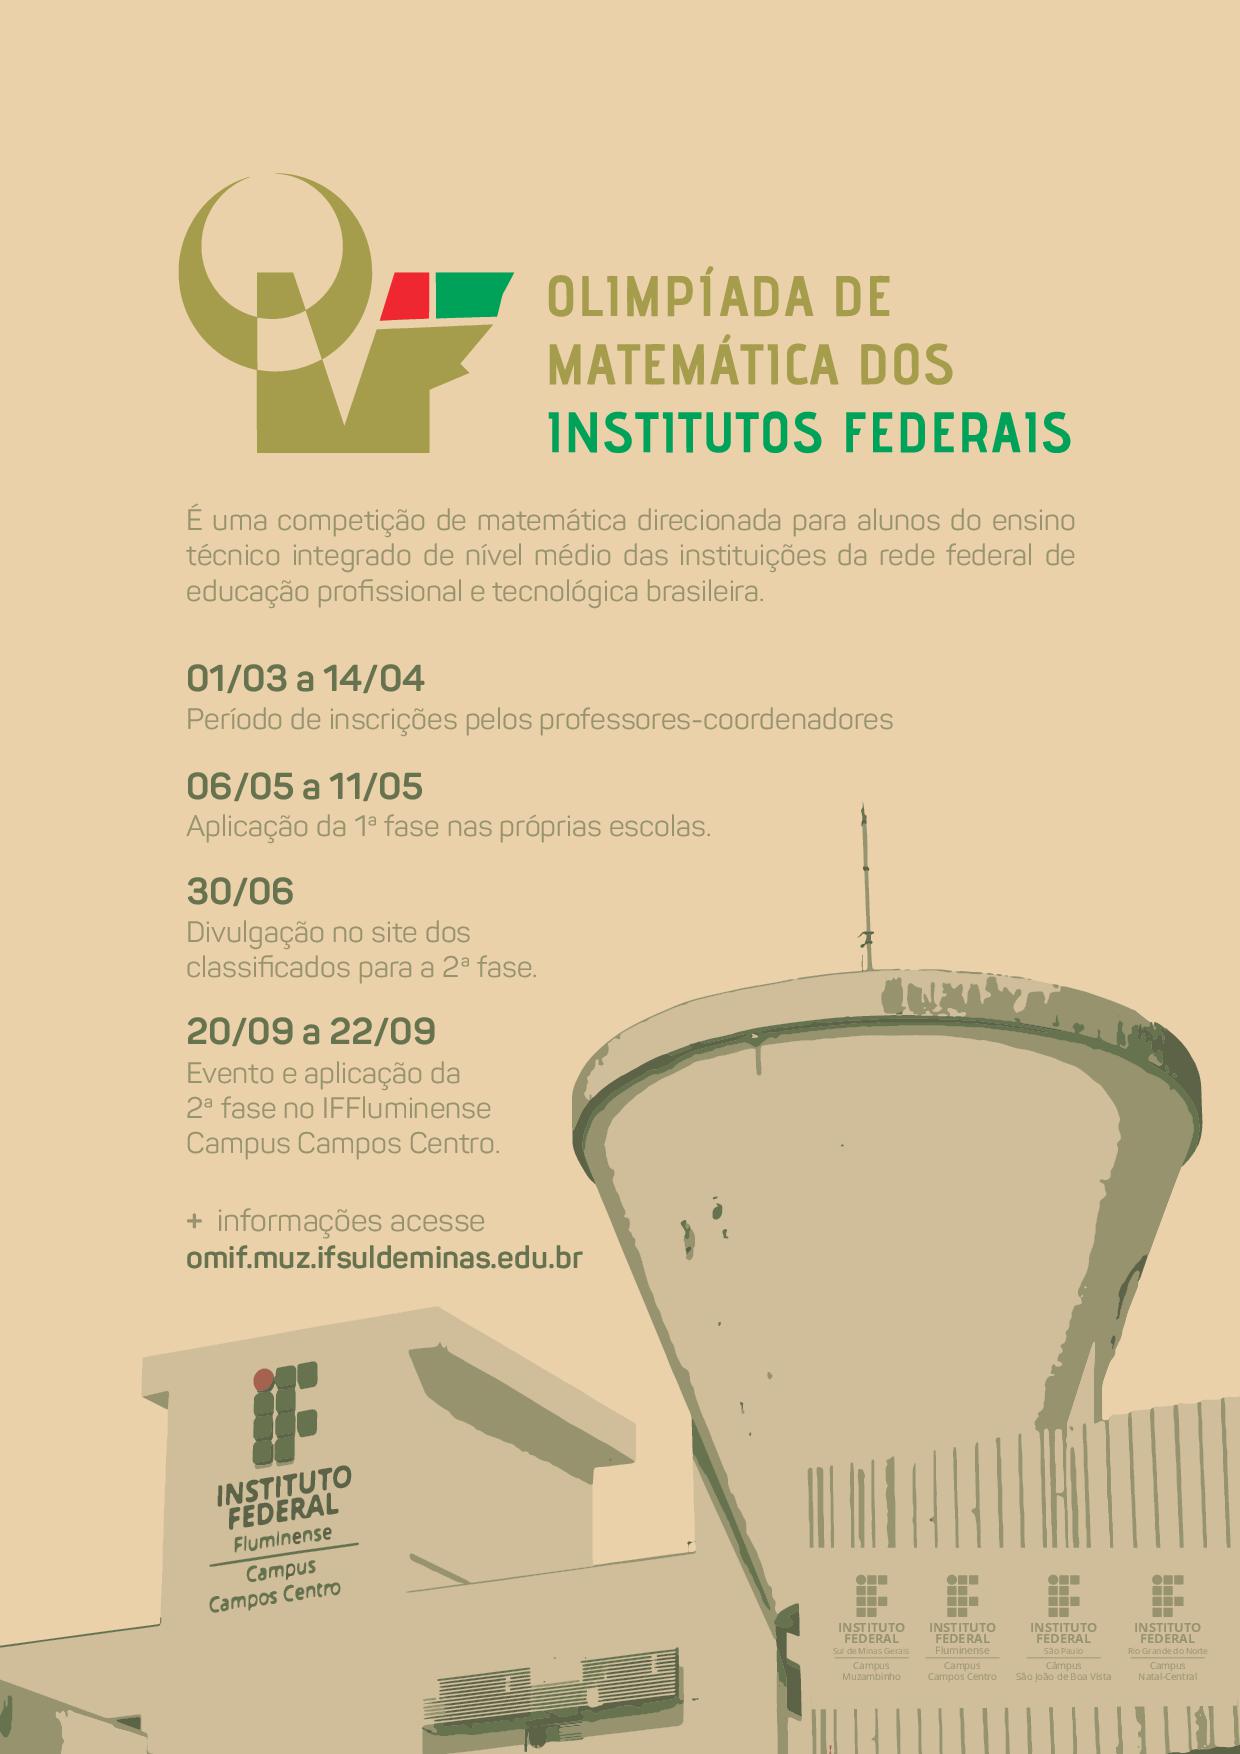 OLIMPÍADA DE
MATEMÁTICA DOS
INSTITUTOS FEDERAIS
É uma competição de matemática direcionada para alunos do ensino
técnico integrado de nível médio das instituições da rede federal de
educação profissional e tecnológica brasileira.
01/03 a 14/04
Período de inscrições pelos professores-coordenadores
06/05 a 11/05
Aplicação da 1ª fase nas próprias escolas.
30/06
Divulgação no site dos
classificados para a 2ª fase.
20/09 a 22/09
Evento e aplicação da
2ª fase no IFFluminense
Campus Campos Centro.
+ informações acesse
omif.muz.ifsuldeminas.edu.br
INSTITUTO
FEDERAL
Fluminense
Campus
Campos Centro
INSTITUTO
FEDERAL
Sul de Minas Gerais
Campus
Muzambinho
INSTITUTO
FEDERAL
Fluminense
Campus
Campos Centro
INSTITUTO
FEDERAL
São Paulo
Câmpus
São João de Boa Vista
INSTITUTO
FEDERAL
Rio Grande do Norte
Campus
Natal-Central